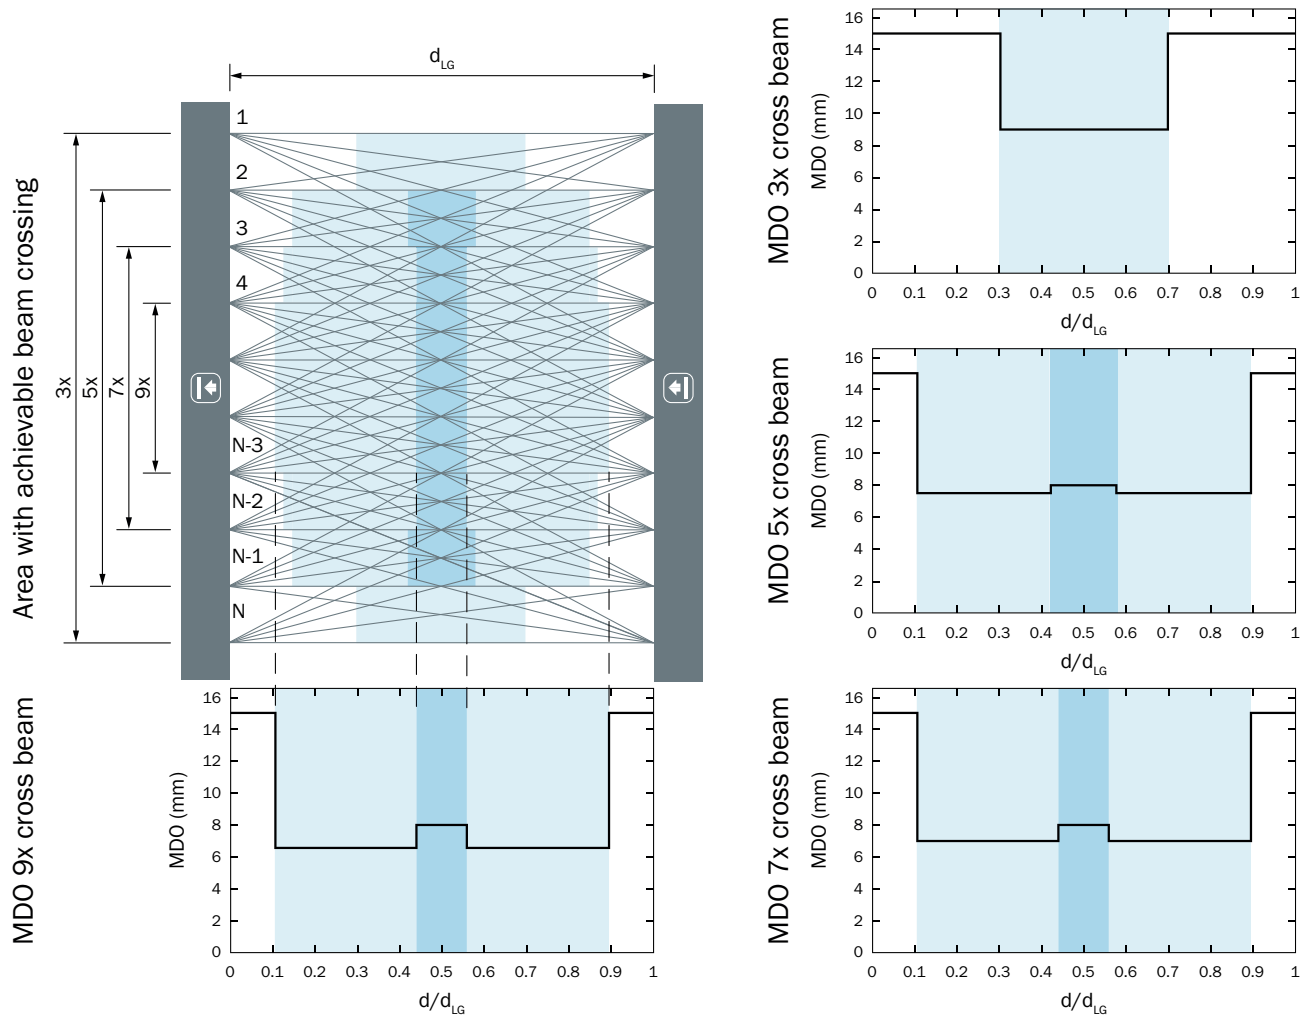 d_LG
1
2
3
4
N-3
N-2
N-1
N
Area with achievable beam crossing
3x
5x
7x
9x
MDO 3x cross beam
MDO (mm)
16
14
12
10
8
6
4
2
0
0 0.1 0.2 0.3 0.4 0.5 0.6 0.7 0.8 0.9 1
d/d_LG
MDO 5x cross beam
MDO (mm)
16
14
12
10
8
6
4
2
0
0 0.1 0.2 0.3 0.4 0.5 0.6 0.7 0.8 0.9 1
d/d_LG
MDO 9x cross beam
MDO (mm)
16
14
12
10
8
6
4
2
0
0 0.1 0.2 0.3 0.4 0.5 0.6 0.7 0.8 0.9 1
d/d_LG
MDO 7x cross beam
MDO (mm)
16
14
12
10
8
6
4
2
0
0 0.1 0.2 0.3 0.4 0.5 0.6 0.7 0.8 0.9 1
d/d_LG